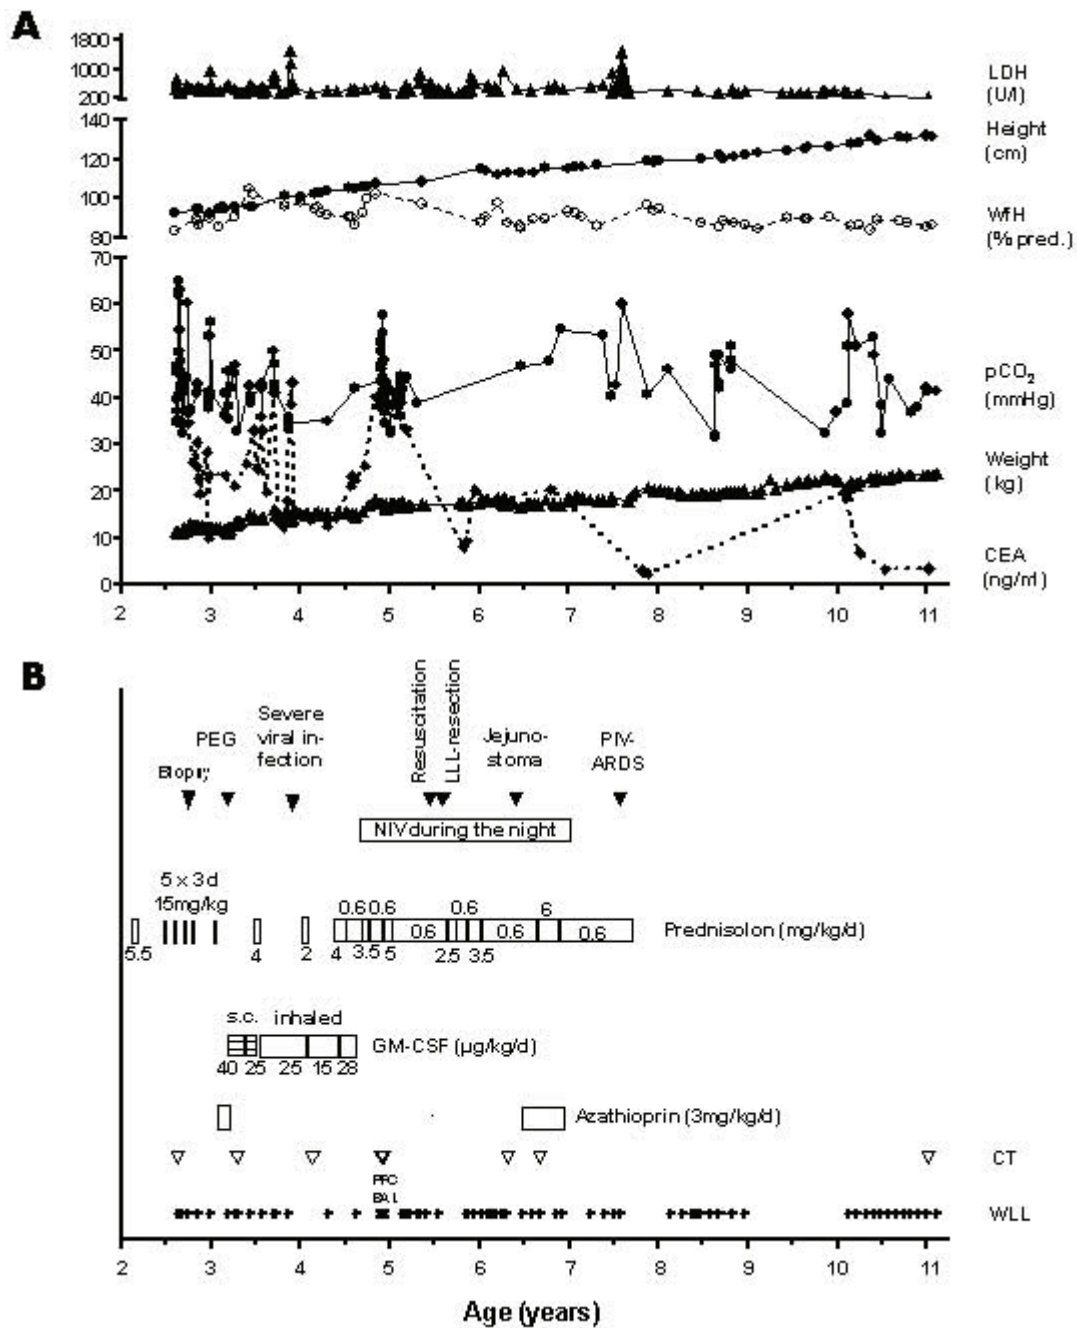 A
1800
1000
200
LDH
(U/l)
140
120
100
80
Height
(cm)
WfH
(% pred.)
70
60
50
40
30
20
10
0
pCO2
(mmHg)
Weight
(kg)
CEA
(ng/ml)
2 3 4 5 6 7 8 9 10 11
B
Biopsy
PEG
Severe
viral in-
fection
Resuscitation
LLL-resection
Jejuno-
stoma
PIV-
ARDS
NIV during the night
5 x 3 d
15mg/kg
0.6 0.6 0.6 6
0.6 0.6 0.6
Prednisolon (mg/kg/d)
5.5 4 2 4 3.5 5 2.5 3.5
s.c. inhaled
GM-CSF (µg/kg/d)
40 25 25 15 28
Azathioprin (3mg/kg/d)
CT
PFC
BAL
WLL
2 3 4 5 6 7 8 9 10 11
Age (years)